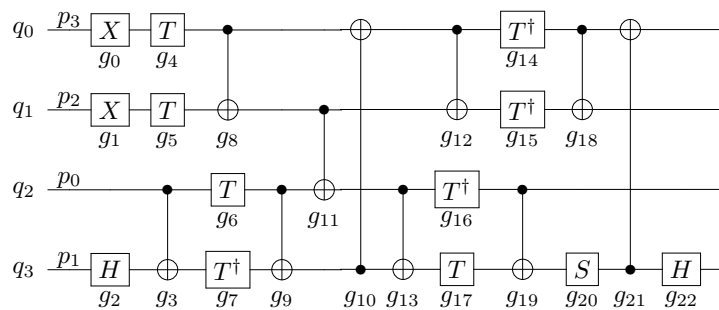 q₀ p₃ X T T†
g₀ g₄ g₁₄
q₁ p₂ X T T†
g₁ g₅ g₈ g₁₂ g₁₅ g₁₈
q₂ p₀ T T†
g₆ g₁₁ g₁₆
q₃ p₁ H T† T S H
g₂ g₃ g₇ g₉ g₁₀ g₁₃ g₁₇ g₁₉ g₂₀ g₂₁ g₂₂